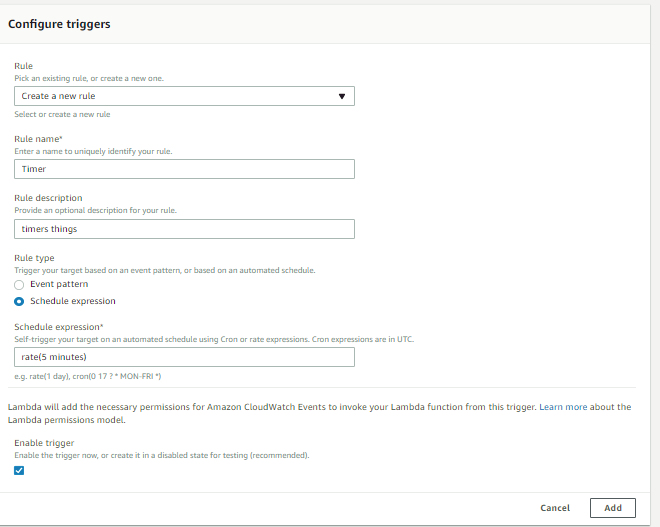 Configure triggers
Rule
Pick an existing rule, or create a new one.
Create a new rule
Select or create a new rule
Rule name*
Enter a name to uniquely identify your rule.
Timer
Rule description
Provide an optional description for your rule.
timers things
Rule type
Trigger your target based on an event pattern, or based on an automated schedule.
Event pattern
Schedule expression
Schedule expression*
Self-trigger your target on an automated schedule using Cron or rate expressions. Cron expressions are in UTC.
rate(5 minutes)
e.g. rate(1 day), cron(0 17 ? * MON-FRI *)
Lambda will add the necessary permissions for Amazon CloudWatch Events to invoke your Lambda function from this trigger. Learn more about the
Lambda permissions model.
Enable trigger
Enable the trigger now, or create it in a disabled state for testing (recommended).
Cancel Add